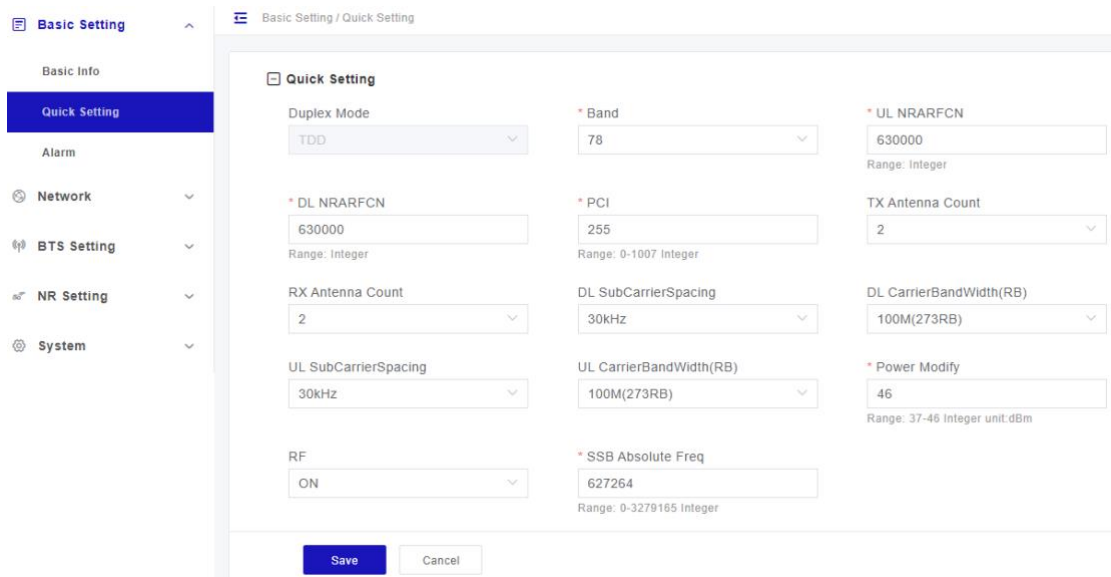 Basic Setting
Basic Info
Quick Setting
Alarm
Network
BTS Setting
NR Setting
System
Basic Setting / Quick Setting
Quick Setting
Duplex Mode
TDD
* Band
78
* UL NRARFCN
630000
Range: Integer
* DL NRARFCN
630000
Range: Integer
* PCI
255
Range: 0-1007 Integer
TX Antenna Count
2
RX Antenna Count
2
DL SubCarrierSpacing
30kHz
DL CarrierBandWidth(RB)
100M(273RB)
UL SubCarrierSpacing
30kHz
UL CarrierBandWidth(RB)
100M(273RB)
* Power Modify
46
Range: 37-46 Integer unit:dBm
RF
ON
* SSB Absolute Freq
627264
Range: 0-3279165 Integer
Save
Cancel